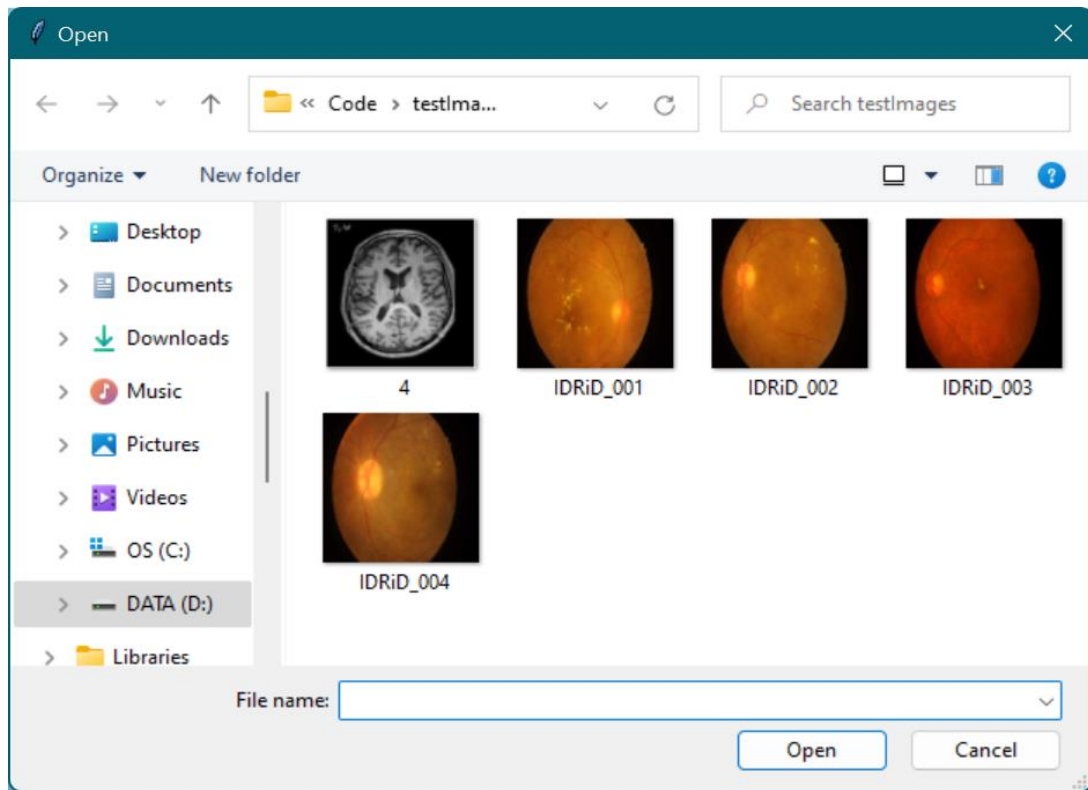 Open
« Code › testIma...
Search testImages
Organize
New folder
Desktop
Documents
Downloads
Music
Pictures
Videos
OS (C:)
DATA (D:)
Libraries
4
IDRiD_001
IDRiD_002
IDRiD_003
IDRiD_004
File name:
Open
Cancel